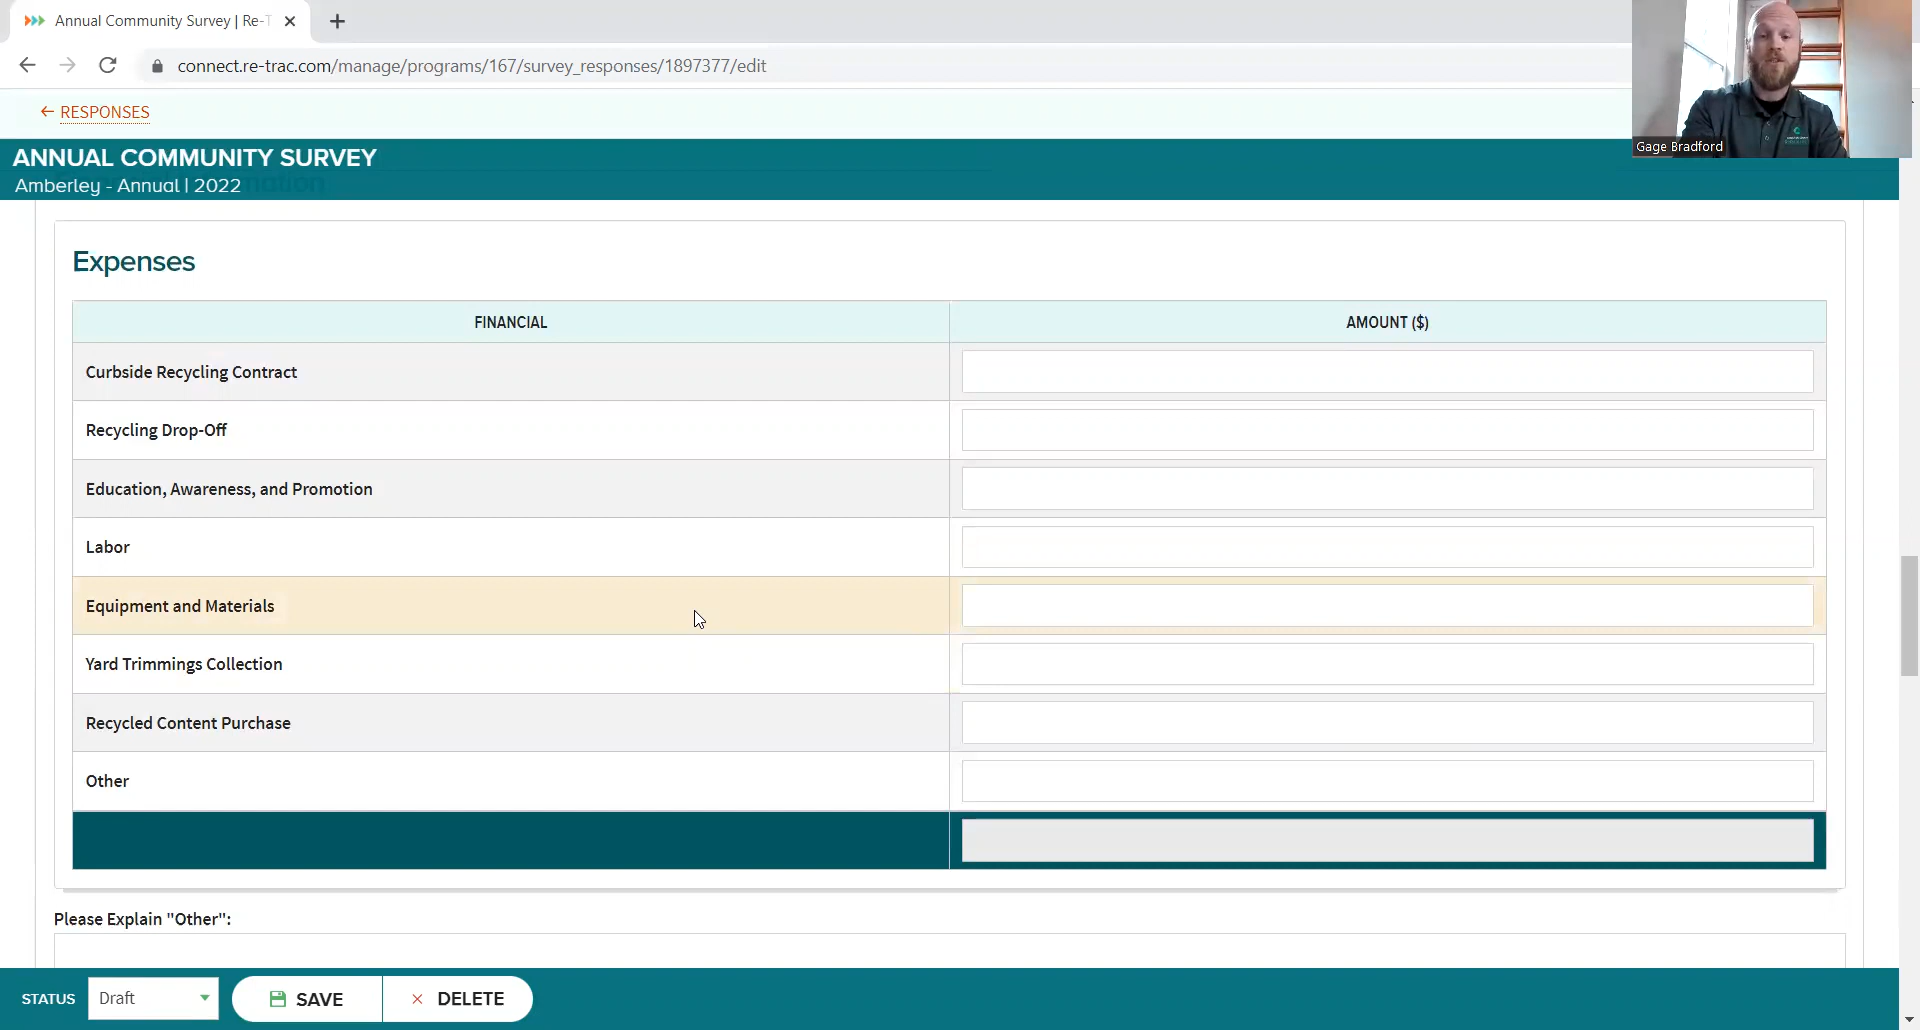 Annual Community Survey | Re-T
connect.re-trac.com/manage/programs/167/survey_responses/1897377/edit
Gage Bradford
← RESPONSES
ANNUAL COMMUNITY SURVEY
Amberley - Annual | 2022
Expenses
FINANCIAL AMOUNT ($)
Curbside Recycling Contract
Recycling Drop-Off
Education, Awareness, and Promotion
Labor
Equipment and Materials
Yard Trimmings Collection
Recycled Content Purchase
Other
Please Explain "Other":
STATUS Draft SAVE DELETE